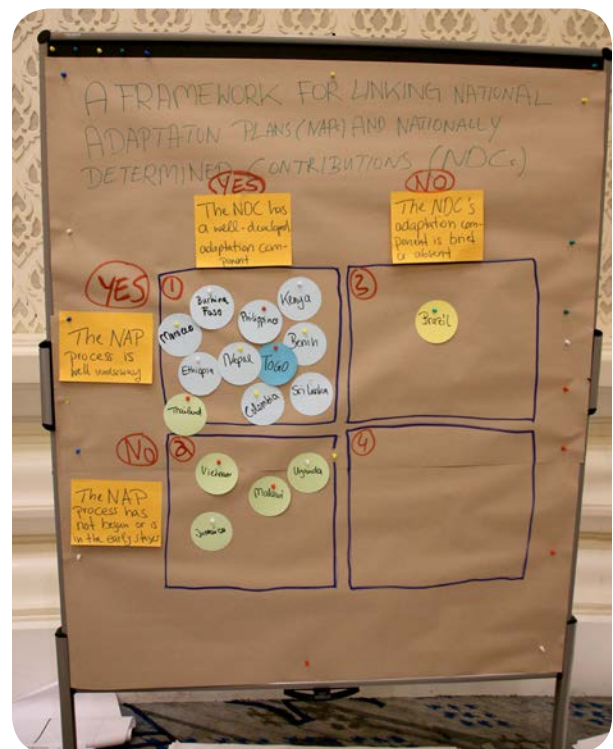 A FRAMEWORK FOR LINKING NATIONAL
ADAPTATON PLANS (NAPs) AND NATIONALLY
DETERMINED CONTRIBUTIONS (NDCs)
YES
NO
The NDC has
a well-developed
adaptation com-
ponent
The NDC's
adaptation com-
ponent is brief
or absent
YES
The NAP
process is
well underway
1
Burkina
Faso
Kenya
Philippines
Morocco
Benin
Nepal
TOGO
Ethiopia
Sri Lanka
Colombia
Thailand
3
Brazil
NO
The NAP
process has
not begun or is
in the early stages
2
Vietnam
Uganda
Malawi
Jamaica
4